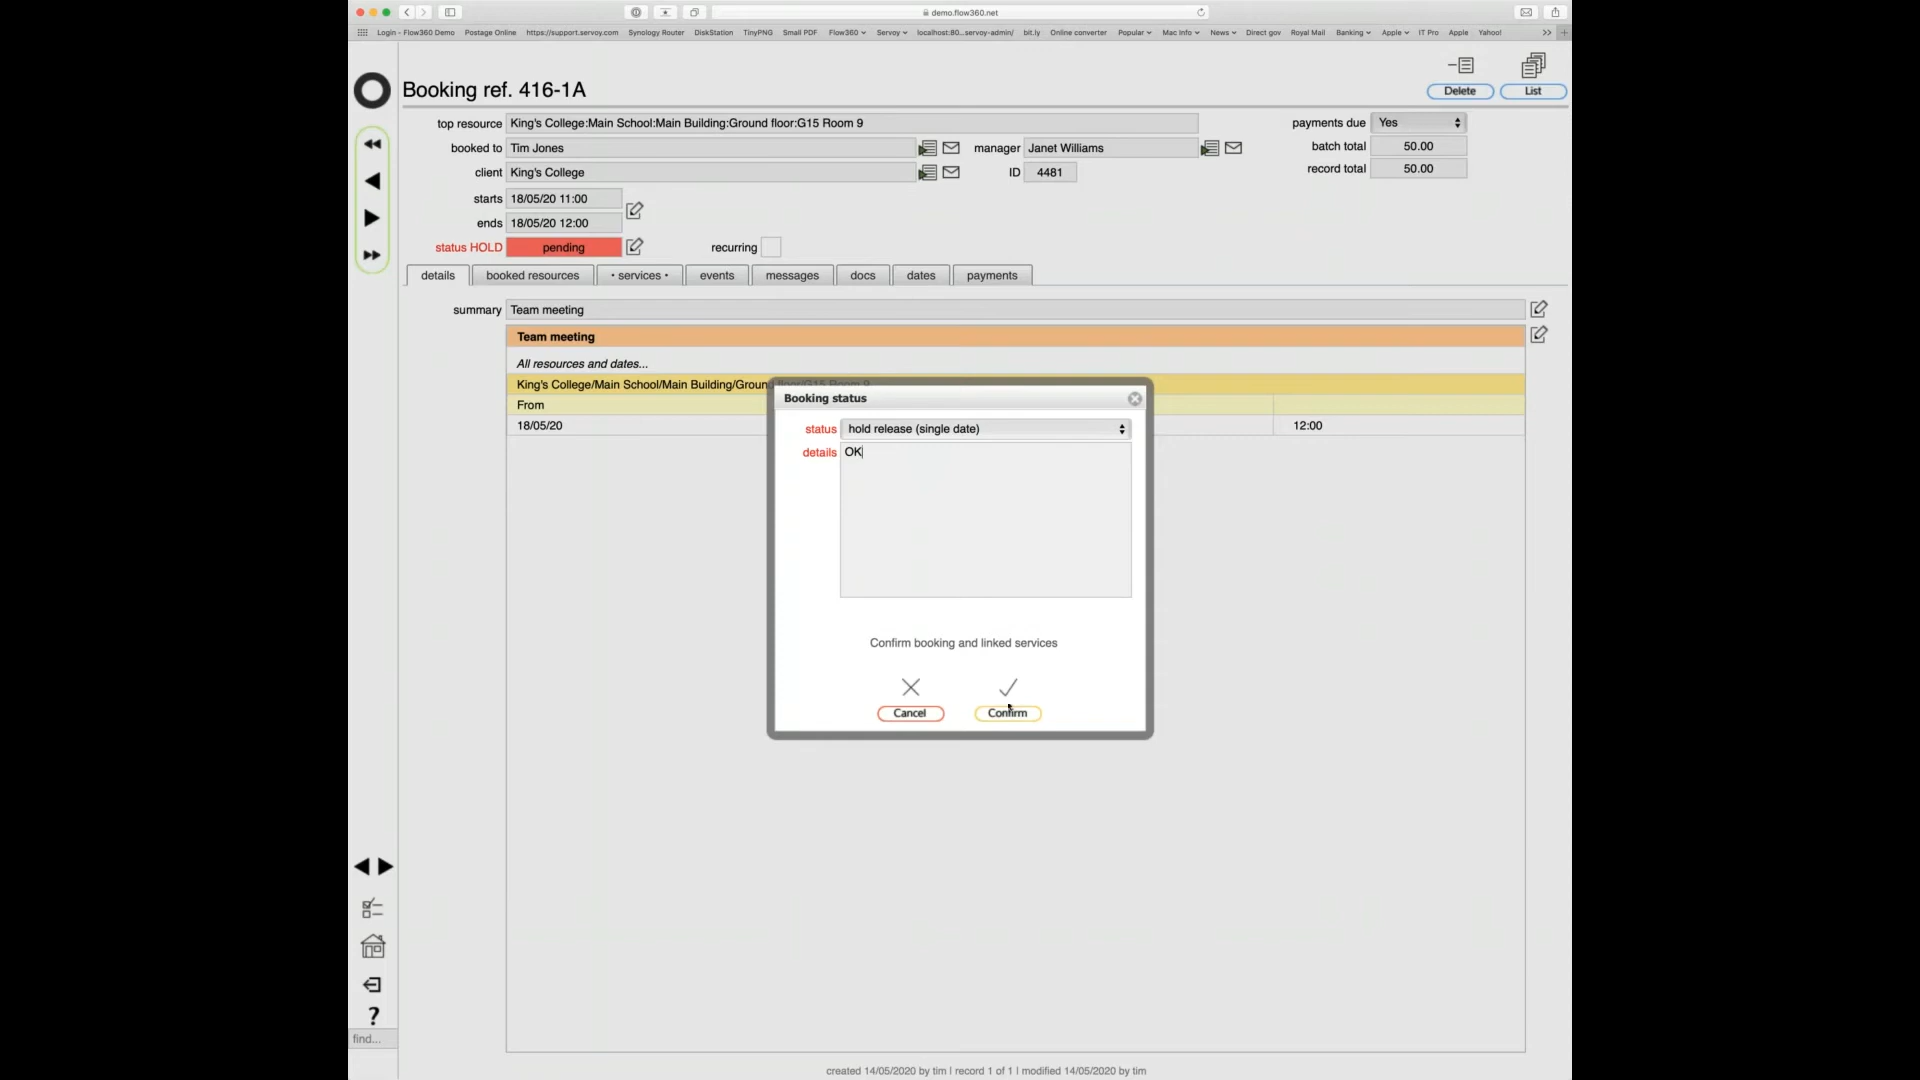 demo.flow360.net
Login - Flow360 Demo Postage Online https://support.servoy.com Synology Router DiskStation TinyPNG Small PDF Flow360 Servoy localhost:80...servoy-admin/ bit.ly Online converter Popular Mac Info News Direct gov Royal Mail Banking Apple IT Pro Apple Yahoo!
Booking ref. 416-1A
Delete List
top resource King's College:Main School:Main Building:Ground floor:G15 Room 9 payments due Yes
booked to Tim Jones manager Janet Williams batch total 50.00
client King's College ID 4481 record total 50.00
starts 18/05/20 11:00
ends 18/05/20 12:00
status HOLD pending recurring
details booked resources • services • events messages docs dates payments
summary Team meeting
Team meeting
All resources and dates...
King's College/Main School/Main Building/Ground floor/G15 Room 9
From
18/05/20 12:00
Booking status
status hold release (single date)
details OK
Confirm booking and linked services
Cancel Confirm
?
find...
created 14/05/2020 by tim | record 1 of 1 | modified 14/05/2020 by tim